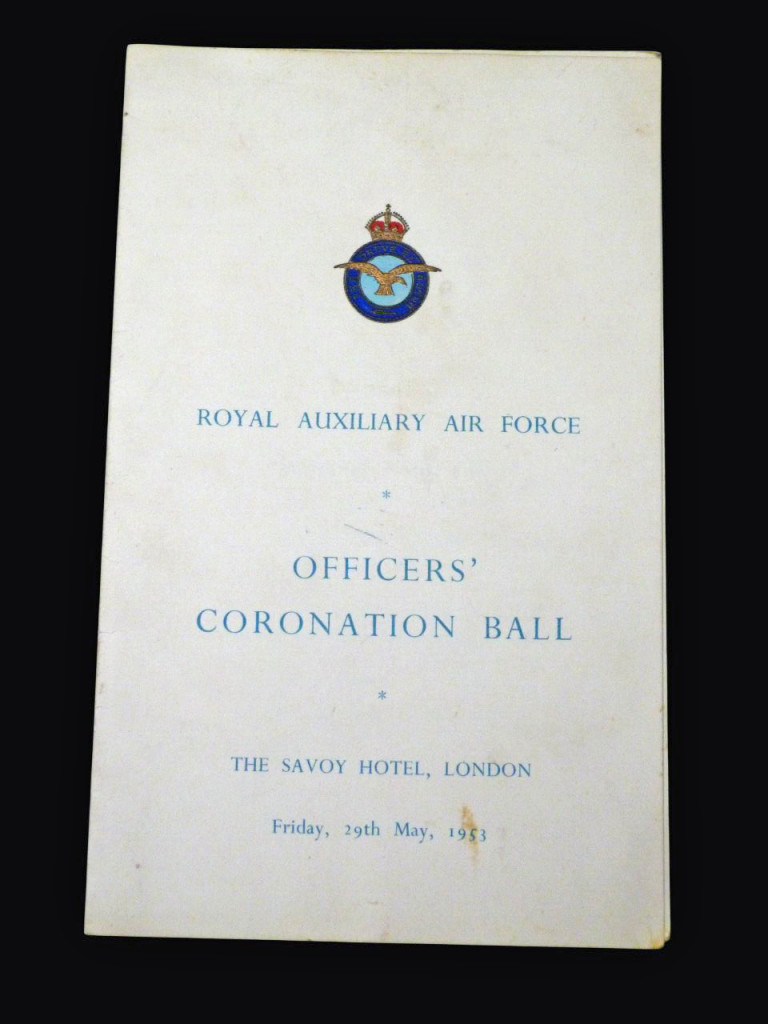 ROYAL AUXILIARY AIR FORCE
*
OFFICERS'
CORONATION BALL
*
THE SAVOY HOTEL, LONDON
Friday, 29th May, 1953